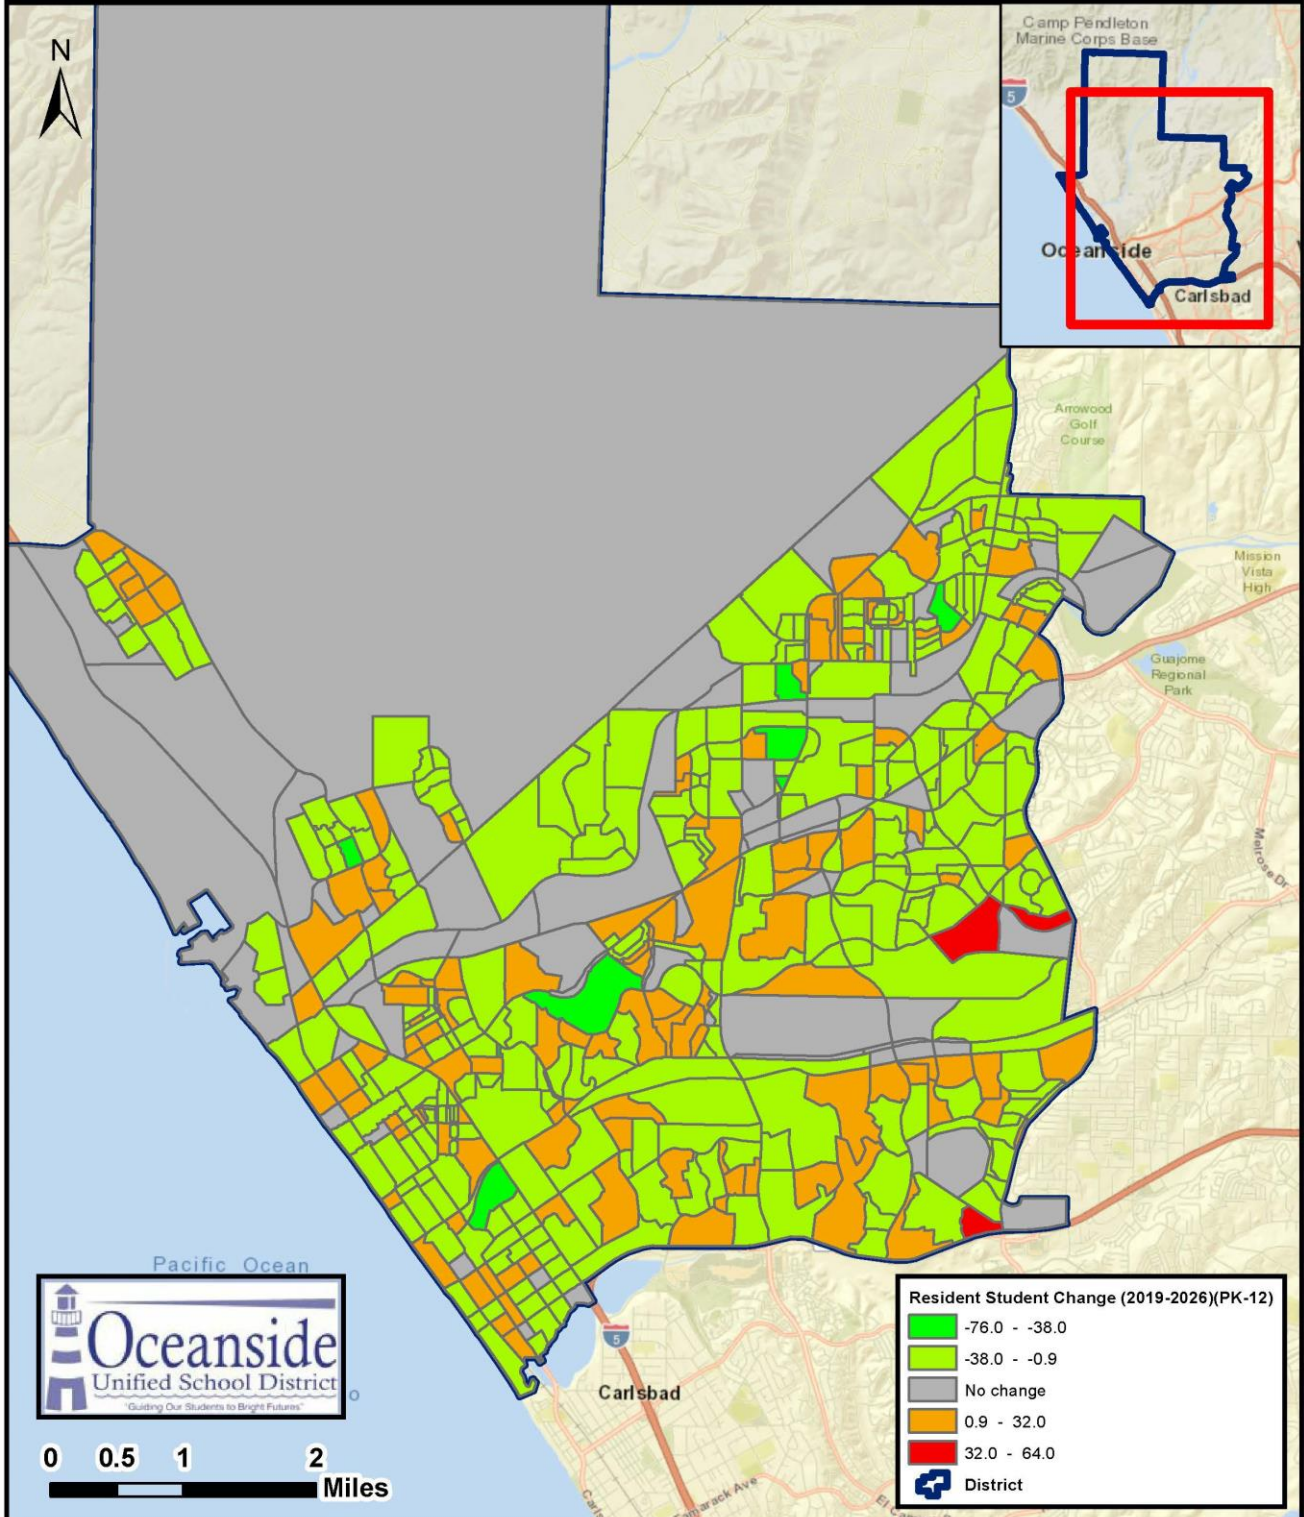 N
Camp Pendleton
Marine Corps Base
5
Oceanside
Carlsbad
Arrowood
Golf
Course
Mission
Vista
High
Guajome
Regional
Park
Melrose Dr
Pacific Ocean
Oceanside
Unified School District
"Guiding Our Students to Bright Futures"
o
5
Carlsbad
Tamarack Ave
0 0.5 1 2
Miles
Resident Student Change (2019-2026)(PK-12)
-76.0 - -38.0
-38.0 - -0.9
No change
0.9 - 32.0
32.0 - 64.0
District